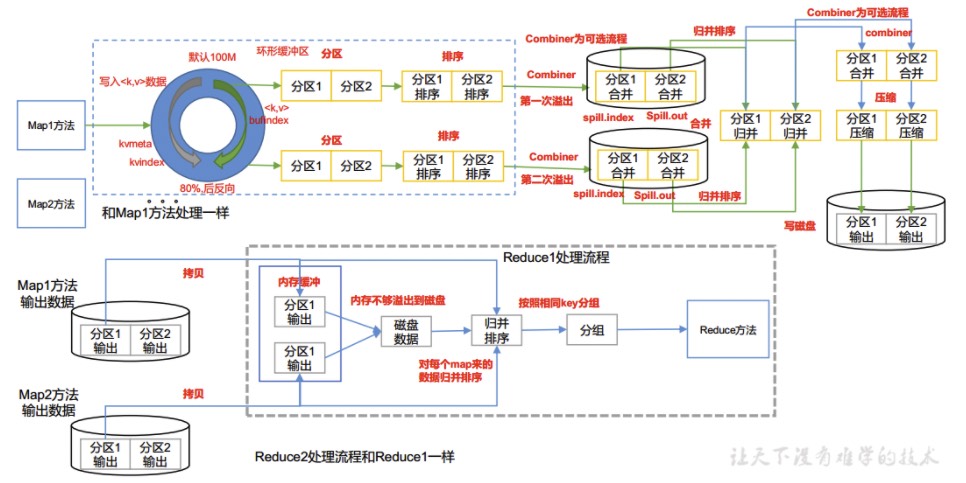 Combiner为可选流程
默认100M
环形缓冲区
分区
排序
Combiner为可选流程
归并排序
combiner
写入<k,v>数据
分区1
分区2
分区1
排序
分区2
排序
Combiner
第一次溢出
分区1
合并
分区2
合并
分区1
合并
分区2
合并
<k,v>
bufindex
spill.index
Spill.out
合并
压缩
Map1方法
kvmeta
kvindex
分区
排序
分区1
归并
分区2
归并
分区1
压缩
分区2
压缩
80%,后反向
分区1
分区2
分区1
排序
分区2
排序
Combiner
第二次溢出
分区1
合并
分区2
合并
Map2方法
spill.index
Spill.out
归并排序
和Map1方法处理一样
写磁盘
分区1
输出
分区2
输出
Reduce1处理流程
拷贝
Map1方法
输出数据
内存缓冲
分区1
输出
内存不够溢出到磁盘
按照相同key分组
分区1
输出
分区2
输出
磁盘
数据
归并
排序
分组
Reduce方法
分区1
输出
对每个map来的
数据归并排序
Map2方法
输出数据
拷贝
分区1
输出
分区2
输出
Reduce2处理流程和Reduce1一样
让天下没有难学的技术